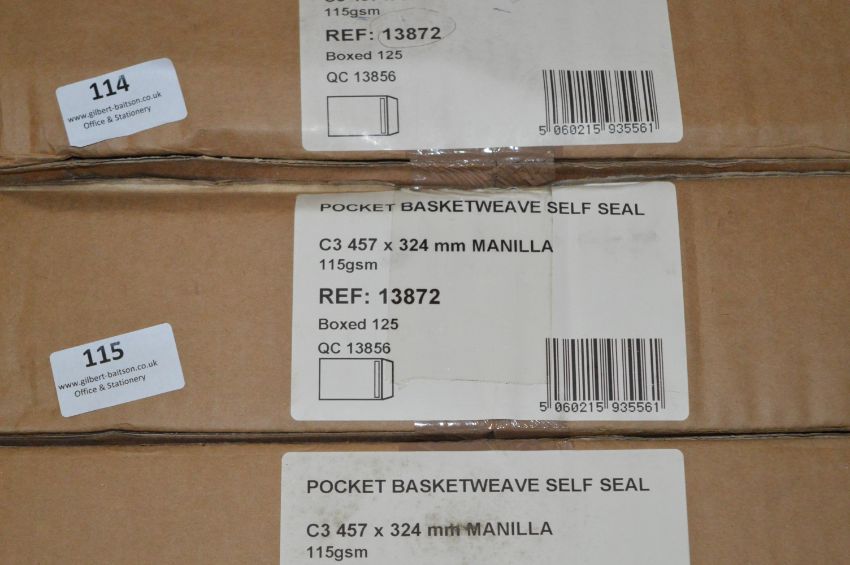 115gsm
REF: 13872
Boxed 125
QC 13856
5 060215 935561
114
www.gilbert-baitson.co.uk
Office & Stationery
POCKET BASKETWEAVE SELF SEAL
C3 457 x 324 mm MANILLA
115gsm
REF: 13872
Boxed 125
QC 13856
5 060215 935561
115
www.gilbert-baitson.co.uk
Office & Stationery
POCKET BASKETWEAVE SELF SEAL
C3 457 x 324 mm MANILLA
115gsm